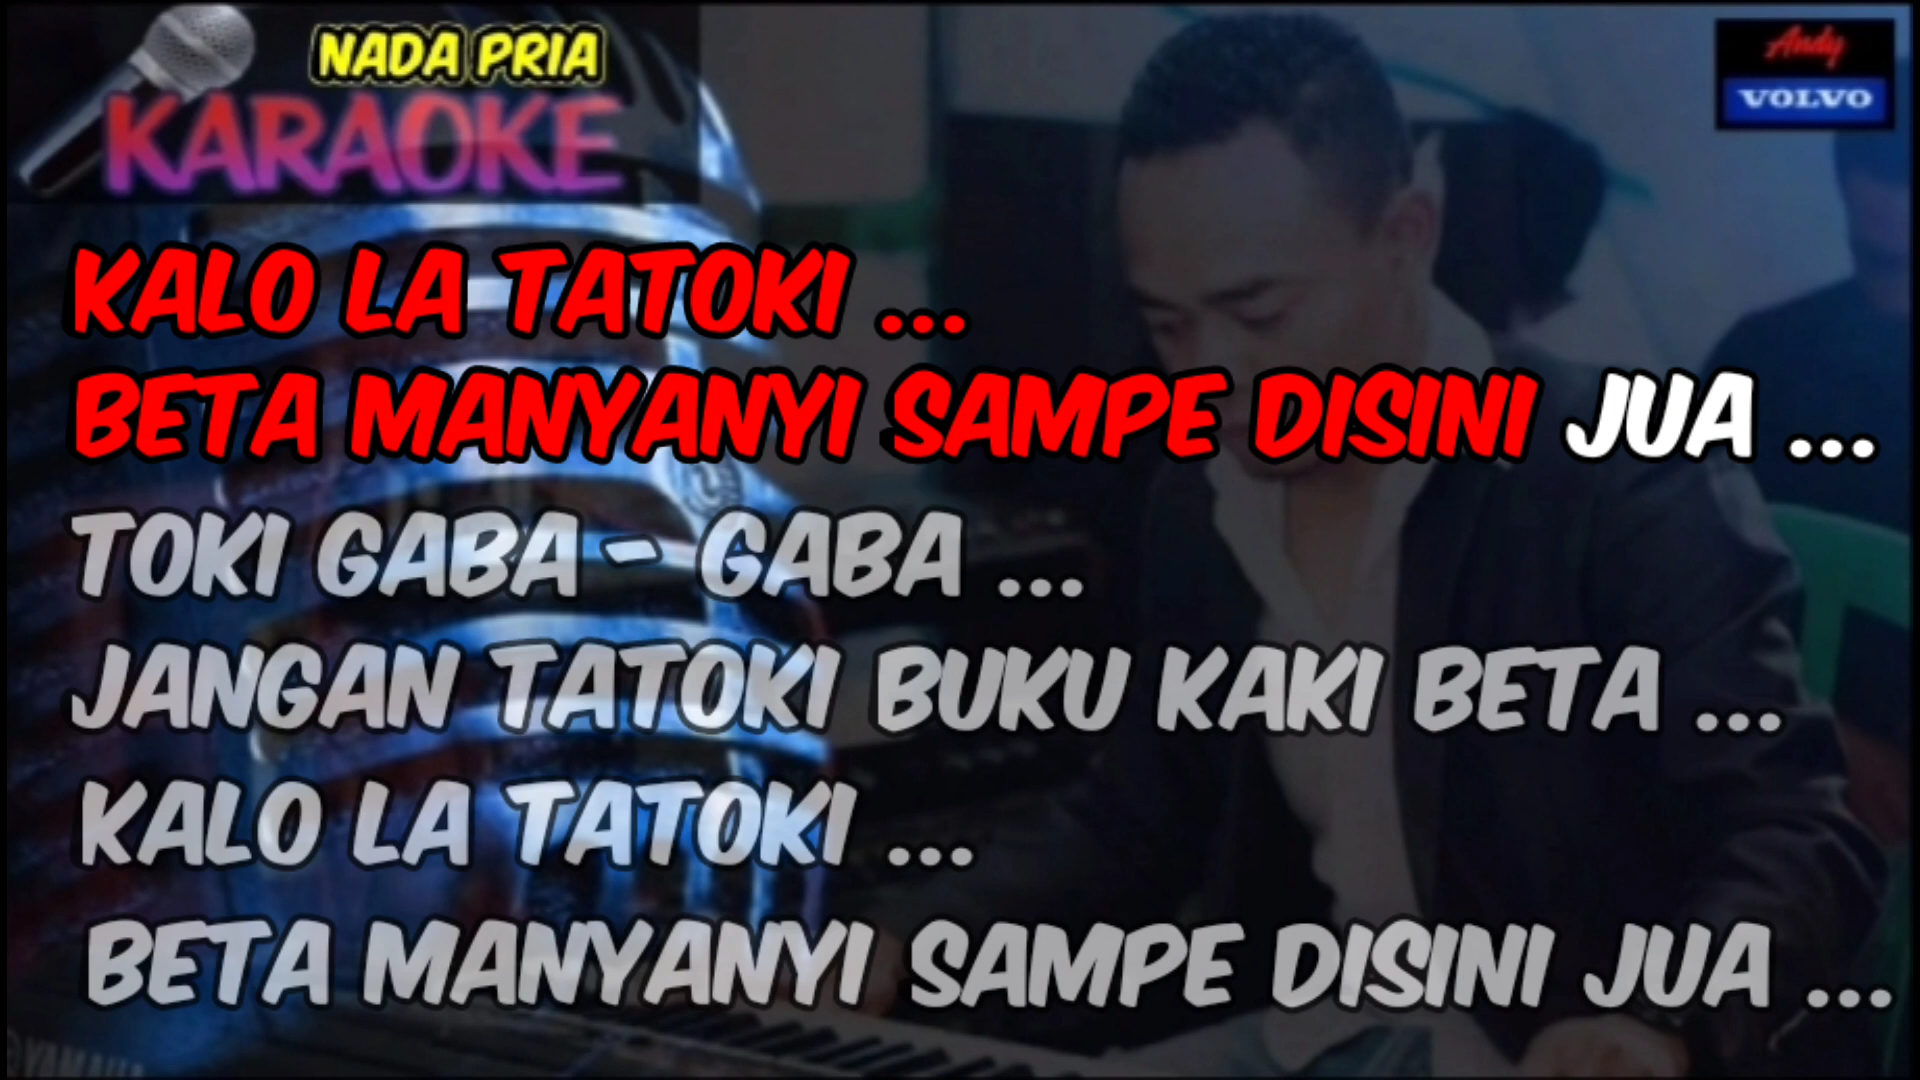 NADA PRIA
KARAOKE
Andy
VOLVO
KALO LA TATOKI ...
BETA MANYANYI SAMPE DISINI JUA ...
TOKI GABA - GABA ...
JANGAN TATOKI BUKU KAKI BETA ...
KALO LA TATOKI ...
BETA MANYANYI SAMPE DISINI JUA ...
YAMAHA